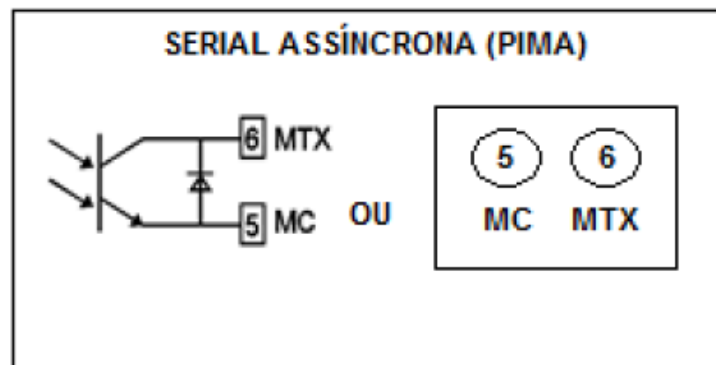 SERIAL ASSÍNCRONA (PIMA)
6 MTX
5 MC
OU
5 6
MC MTX